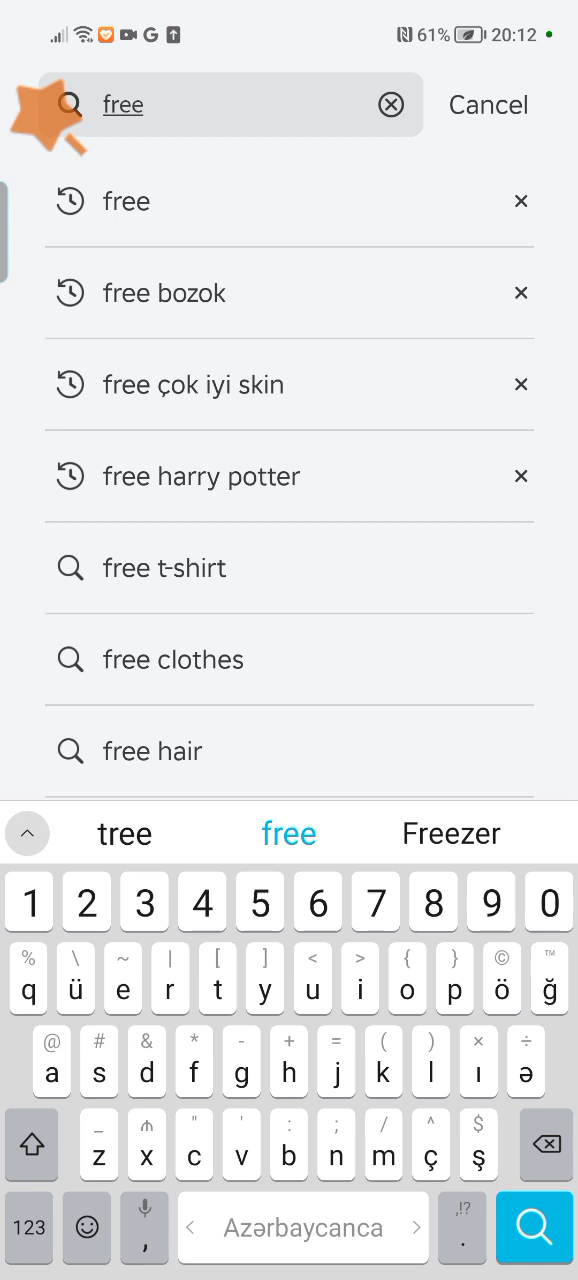 61% 20:12
free Cancel
free
free bozok
free çok iyi skin
free harry potter
free t-shirt
free clothes
free hair
tree free Freezer
1 2 3 4 5 6 7 8 9 0
% \ ~ | [ ] < > { } © ™
q ü e r t y u i o p ö ğ
@ # & * - + = ( ) × ÷
a s d f g h j k l ı ə
_ ₼ " ' : ; / ^ $
z x c v b n m ç ş
,!?
123 , < Azərbaycanca > .